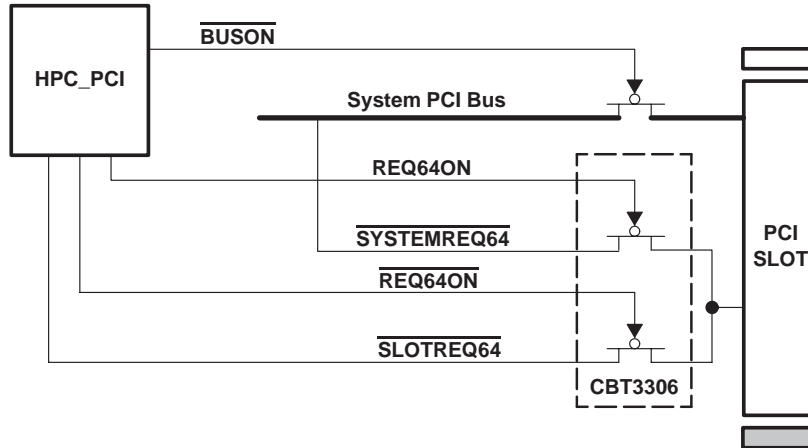 BUSON
HPC_PCI
System PCI Bus
REQ64ON
SYSTEMREQ64
PCI
SLOT
REQ64ON
SLOTREQ64
CBT3306